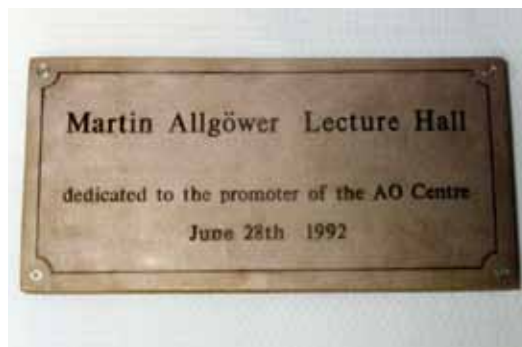 Martin Allgöwer Lecture Hall
dedicated to the promoter of the AO Centre
June 28th 1992